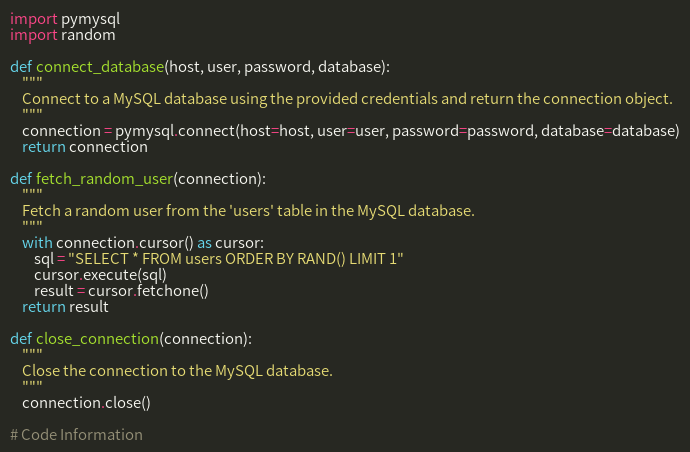 import pymysql
import random

def connect_database(host, user, password, database):
    """
    Connect to a MySQL database using the provided credentials and return the connection object.
    """
    connection = pymysql.connect(host=host, user=user, password=password, database=database)
    return connection

def fetch_random_user(connection):
    """
    Fetch a random user from the 'users' table in the MySQL database.
    """
    with connection.cursor() as cursor:
        sql = "SELECT * FROM users ORDER BY RAND() LIMIT 1"
        cursor.execute(sql)
        result = cursor.fetchone()
    return result

def close_connection(connection):
    """
    Close the connection to the MySQL database.
    """
    connection.close()

# Code Information